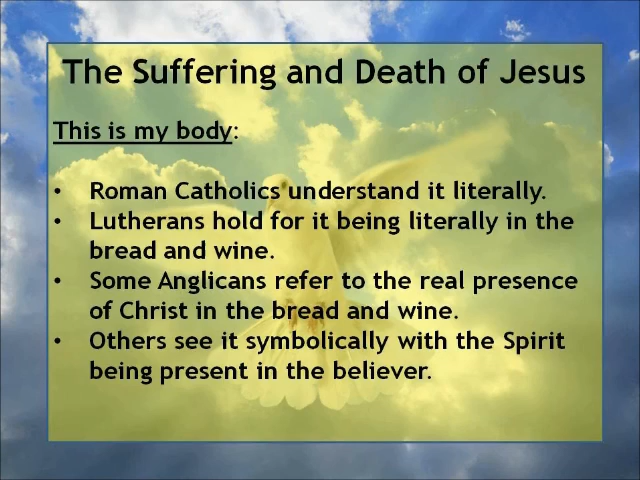 The Suffering and Death of Jesus
This is my body:
• Roman Catholics understand it literally.
• Lutherans hold for it being literally in the
bread and wine.
• Some Anglicans refer to the real presence
of Christ in the bread and wine.
• Others see it symbolically with the Spirit
being present in the believer.